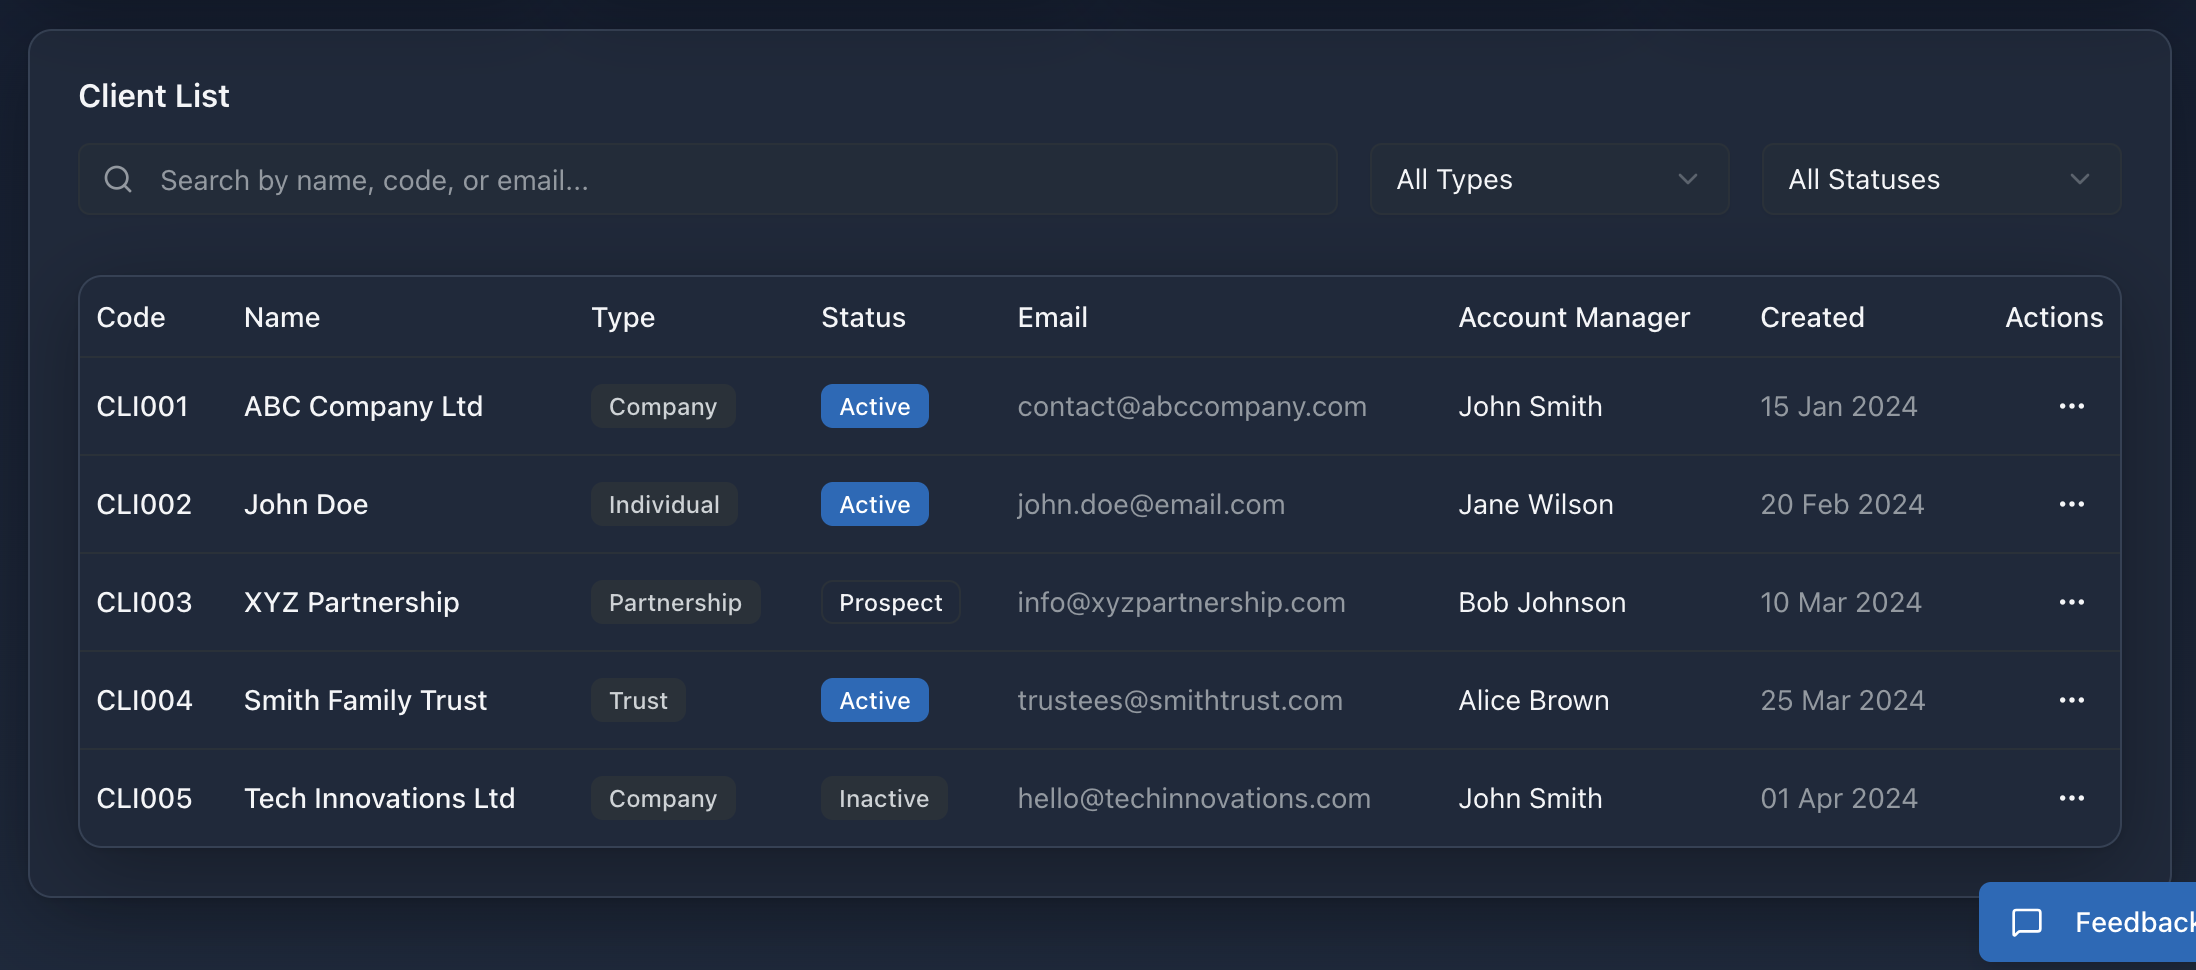 Client List
Search by name, code, or email...
All Types
All Statuses
Code Name Type Status Email Account Manager Created Actions
CLI001 ABC Company Ltd Company Active contact@abccompany.com John Smith 15 Jan 2024
CLI002 John Doe Individual Active john.doe@email.com Jane Wilson 20 Feb 2024
CLI003 XYZ Partnership Partnership Prospect info@xyzpartnership.com Bob Johnson 10 Mar 2024
CLI004 Smith Family Trust Trust Active trustees@smithtrust.com Alice Brown 25 Mar 2024
CLI005 Tech Innovations Ltd Company Inactive hello@techinnovations.com John Smith 01 Apr 2024
Feedback